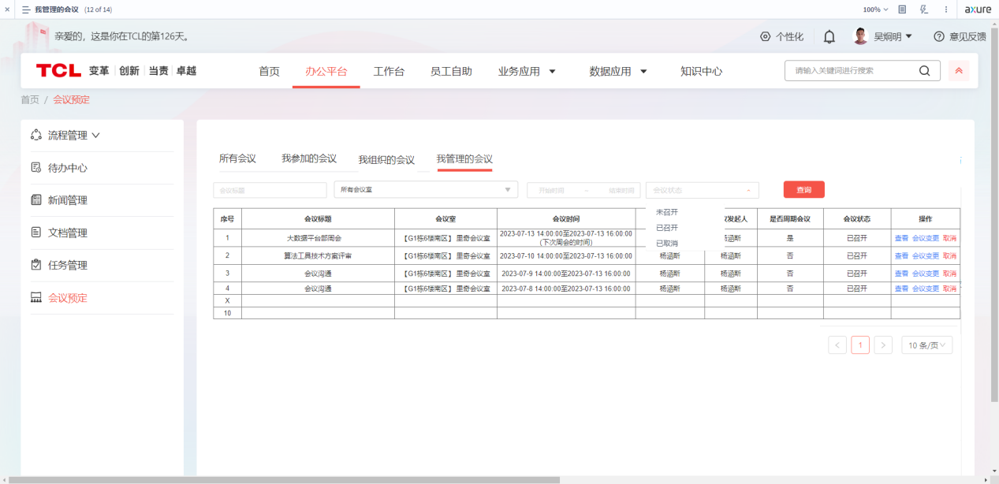 我管理的会议 (12 of 14) 100% axure
亲爱的，这是你在TCL的第126天。 个性化 吴炯明 意见反馈
TCL 变革 创新 当责 卓越 首页 办公平台 工作台 员工自助 业务应用 数据应用 知识中心 请输入关键词进行搜索
首页 / 会议预定
流程管理
待办中心
新闻管理
文档管理
任务管理
会议预定
所有会议 我参加的会议 我组织的会议 我管理的会议
会议标题 所有会议室 开始时间 ~ 结束时间 会议状态 查询
未召开
已召开
已取消
序号 会议标题 会议室 会议时间 议发起人 是否周期会议 会议状态 操作
1 大数据平台部周会 【G1栋6楼南区】 里奇会议室 2023-07-13 14:00:00至2023-07-13 16:00:00 杨涵斯 是 已召开 查看 会议变更 取消
(下次周会的时间)
2 算法工具技术方案评审 【G1栋6楼南区】 里奇会议室 2023-07-10 14:00:00至2023-07-13 16:00:00 杨涵斯 杨涵斯 否 已召开 查看 会议变更 取消
3 会议沟通 【G1栋6楼南区】 里奇会议室 2023-07-9 14:00:00至2023-07-13 16:00:00 杨涵斯 杨涵斯 否 已召开 查看 会议变更 取消
4 会议沟通 【G1栋6楼南区】 里奇会议室 2023-07-8 14:00:00至2023-07-13 16:00:00 杨涵斯 杨涵斯 否 已召开 查看 会议变更 取消
X
10
1 10 条/页